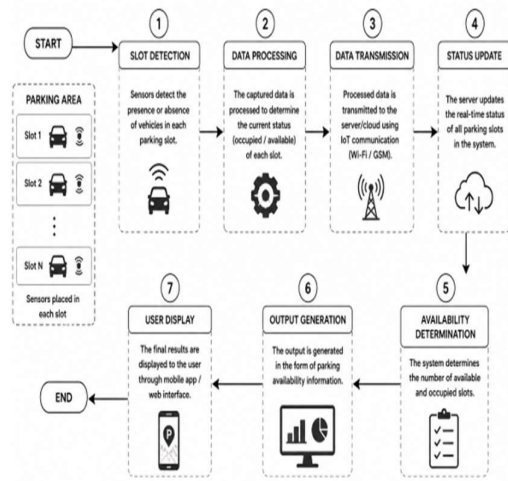 START
1
SLOT DETECTION
Sensors detect the
presence or absence
of vehicles in each
parking slot.
2
DATA PROCESSING
The captured data is
processed to determine
the current status
(occupied / available)
of each slot.
3
DATA TRANSMISSION
Processed data is
transmitted to the
server/cloud using
IoT communication
(Wi-Fi / GSM).
4
STATUS UPDATE
The server updates
the real-time status
of all parking slots
in the system.
PARKING AREA
Slot 1
Slot 2
Slot N
Sensors placed in
each slot
5
AVAILABILITY
DETERMINATION
The system determines
the number of available
and occupied slots.
6
OUTPUT GENERATION
The output is generated
in the form of parking
availability information.
7
USER DISPLAY
The final results are
displayed to the user
through mobile app /
web interface.
P
END